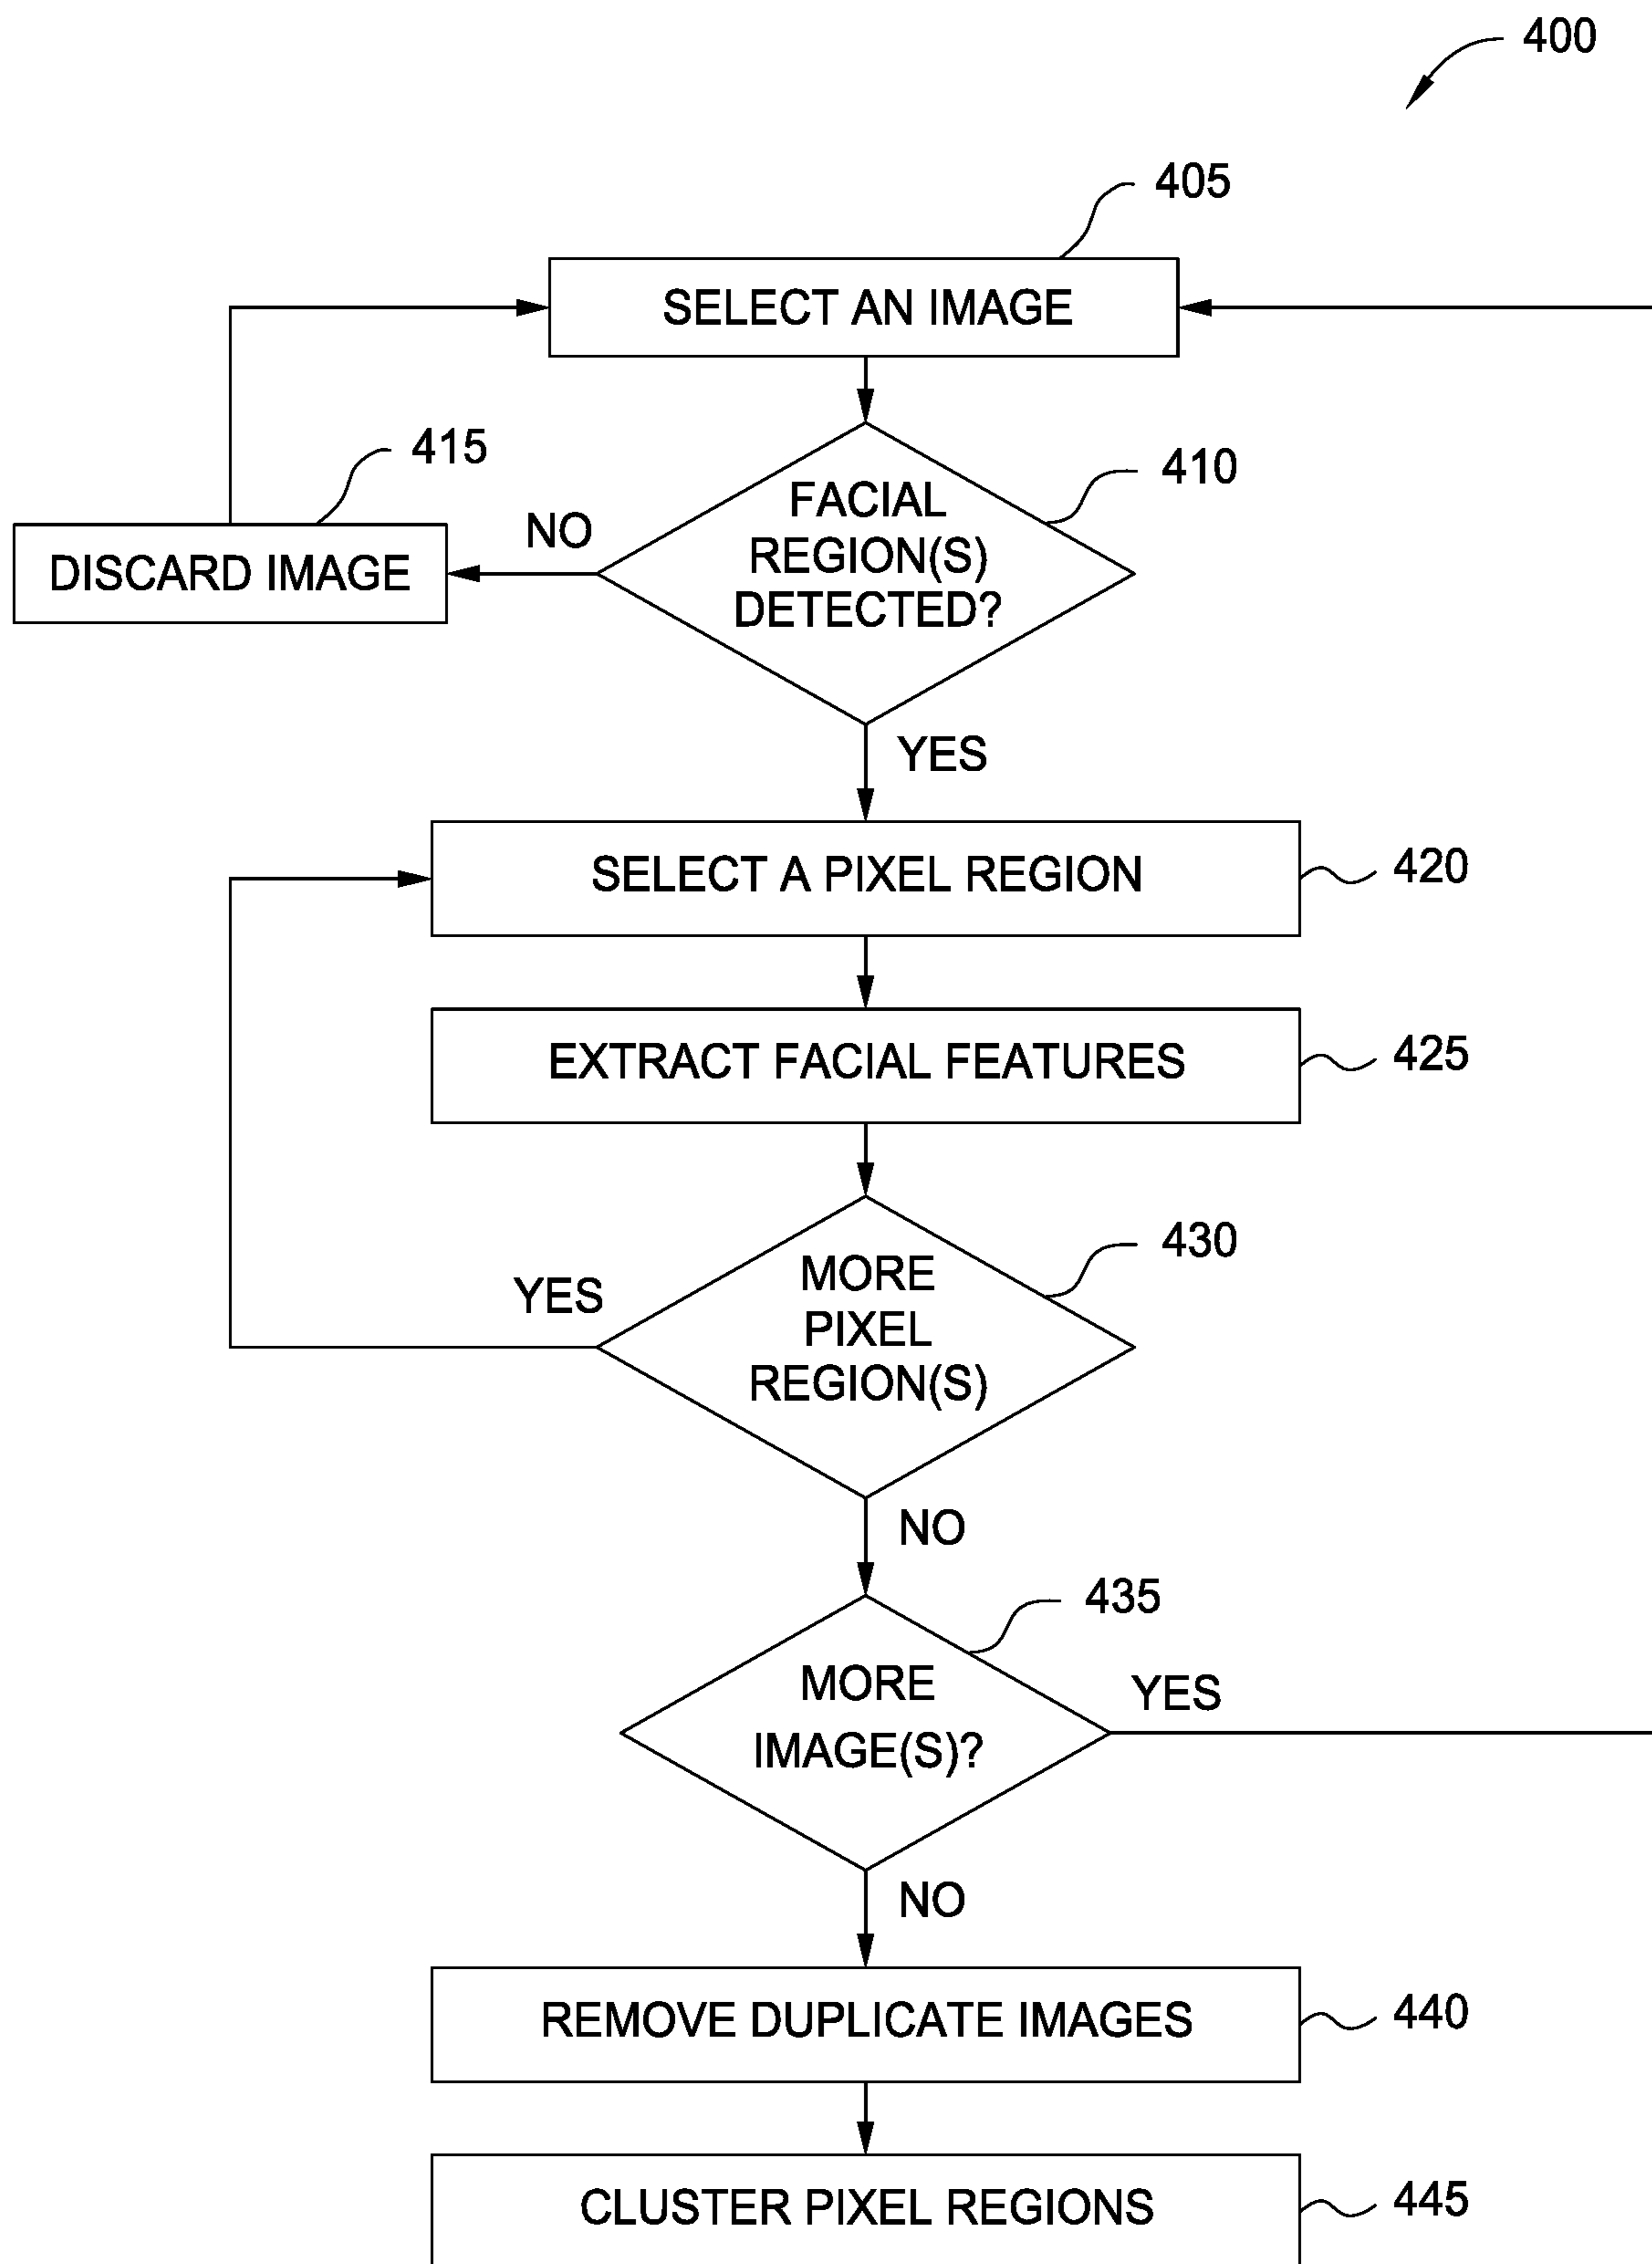 400
405
SELECT AN IMAGE
415
410
FACIAL
REGION(S)
DETECTED?
NO
DISCARD IMAGE
YES
SELECT A PIXEL REGION
420
EXTRACT FACIAL FEATURES
425
430
MORE
PIXEL
REGION(S)
YES
NO
435
MORE
IMAGE(S)?
YES
NO
REMOVE DUPLICATE IMAGES
440
CLUSTER PIXEL REGIONS
445